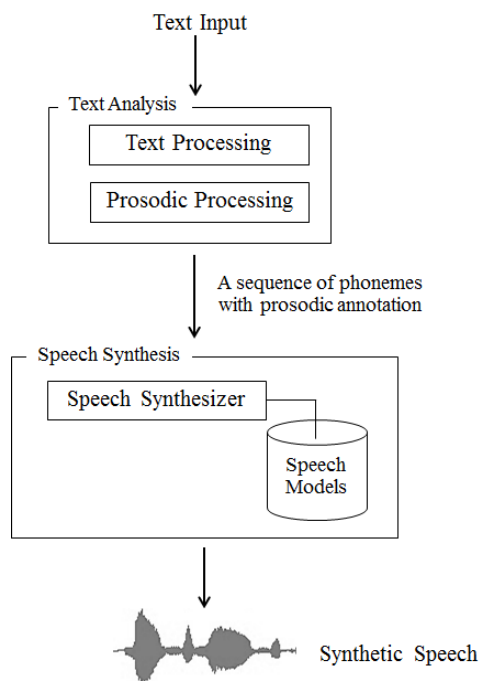 Text Input
Text Analysis
Text Processing
Prosodic Processing
A sequence of phonemes
with prosodic annotation
Speech Synthesis
Speech Synthesizer
Speech
Models
Synthetic Speech